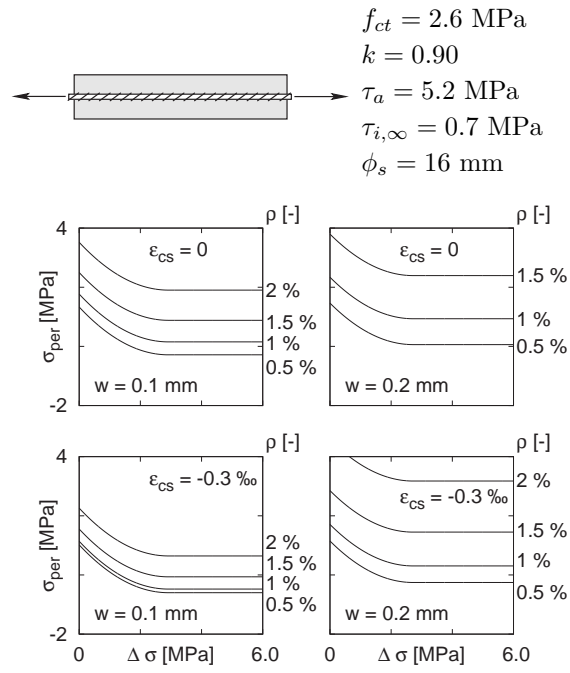 f_ct = 2.6 MPa
k = 0.90
τ_a = 5.2 MPa
τ_i,∞ = 0.7 MPa
ϕ_s = 16 mm
ρ [-]
ρ [-]
4
ε_cs = 0
ε_cs = 0
σ_per [MPa]
2 %
1.5 %
1 %
0.5 %
1.5 %
1 %
0.5 %
w = 0.1 mm
w = 0.2 mm
-2
ρ [-]
ρ [-]
4
ε_cs = -0.3 ‰
ε_cs = -0.3 ‰
σ_per [MPa]
2 %
1.5 %
1 %
0.5 %
2 %
1.5 %
1 %
0.5 %
w = 0.1 mm
w = 0.2 mm
-2
0 Δ σ [MPa] 6.0
0 Δ σ [MPa] 6.0